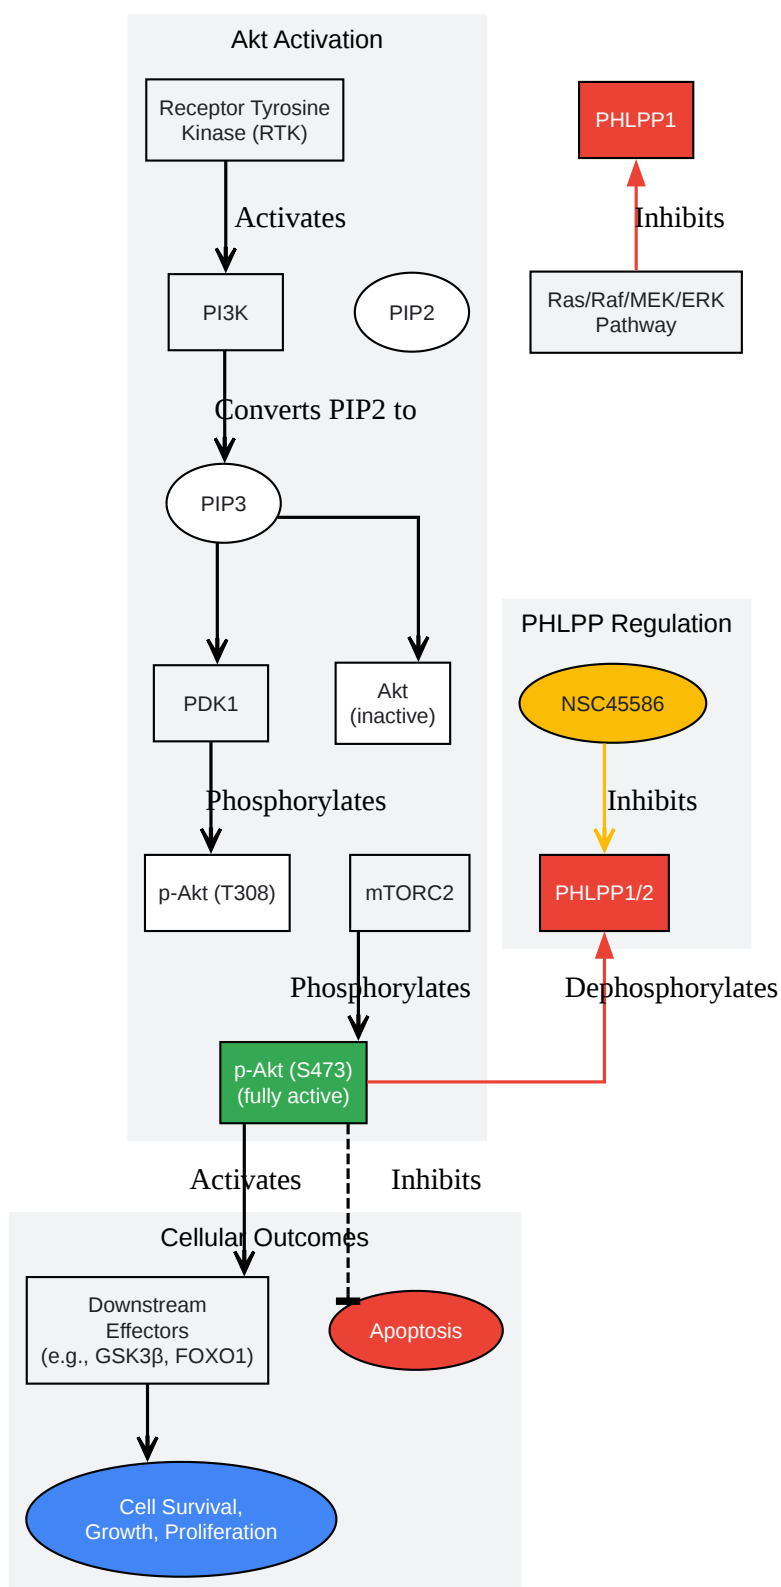 Akt Activation
Receptor Tyrosine
Kinase (RTK)
PHLPP1
Activates
Inhibits
PI3K
PIP2
Ras/Raf/MEK/ERK
Pathway
Converts PIP2 to
PIP3
PHLPP Regulation
PDK1
Akt
(inactive)
NSC45586
Phosphorylates
Inhibits
p-Akt (T308)
mTORC2
PHLPP1/2
Phosphorylates
Dephosphorylates
p-Akt (S473)
(fully active)
Activates
Inhibits
Cellular Outcomes
Downstream
Effectors
(e.g., GSK3β, FOXO1)
Apoptosis
Cell Survival,
Growth, Proliferation